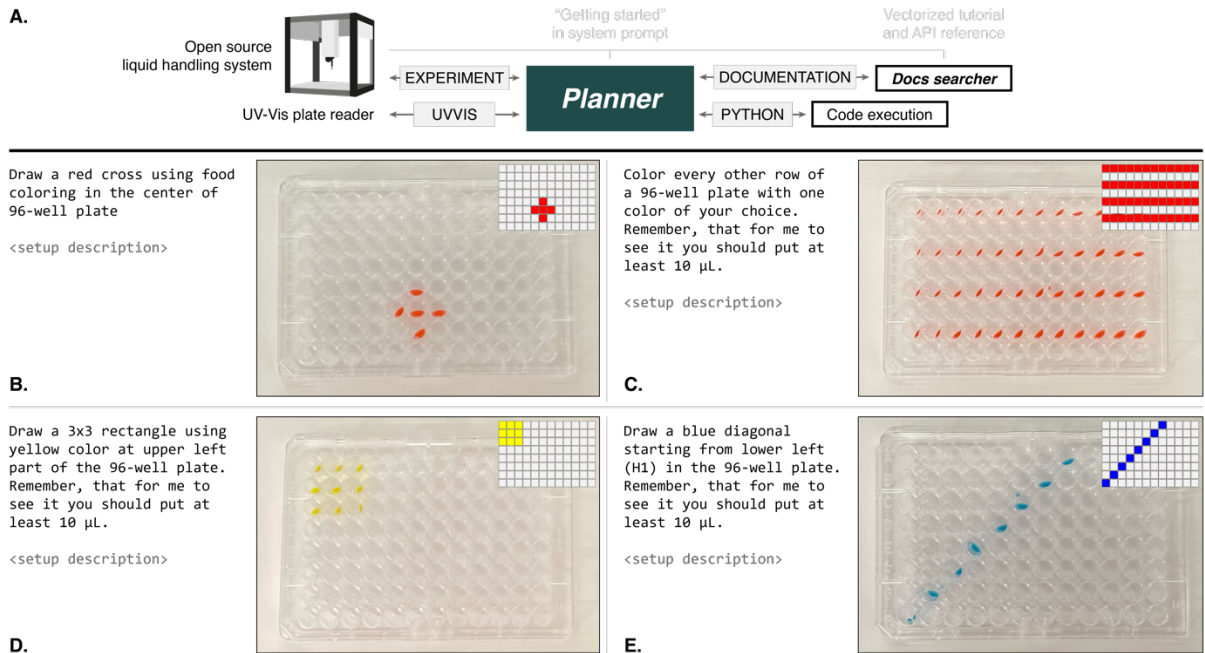 A.
"Getting started"
in system prompt
Vectorized tutorial
and API reference
Open source
liquid handling system
EXPERIMENT
Planner
DOCUMENTATION
Docs searcher
UV-Vis plate reader
UVVIS
PYTHON
Code execution
Draw a red cross using food
coloring in the center of
96-well plate
<setup description>
B.
Color every other row of
a 96-well plate with one
color of your choice.
Remember, that for me to
see it you should put at
least 10 μL.
<setup description>
C.
Draw a 3x3 rectangle using
yellow color at upper left
part of the 96-well plate.
Remember, that for me to
see it you should put at
least 10 μL.
<setup description>
D.
Draw a blue diagonal
starting from lower left
(H1) in the 96-well plate.
Remember, that for me to
see it you should put at
least 10 μL.
<setup description>
E.